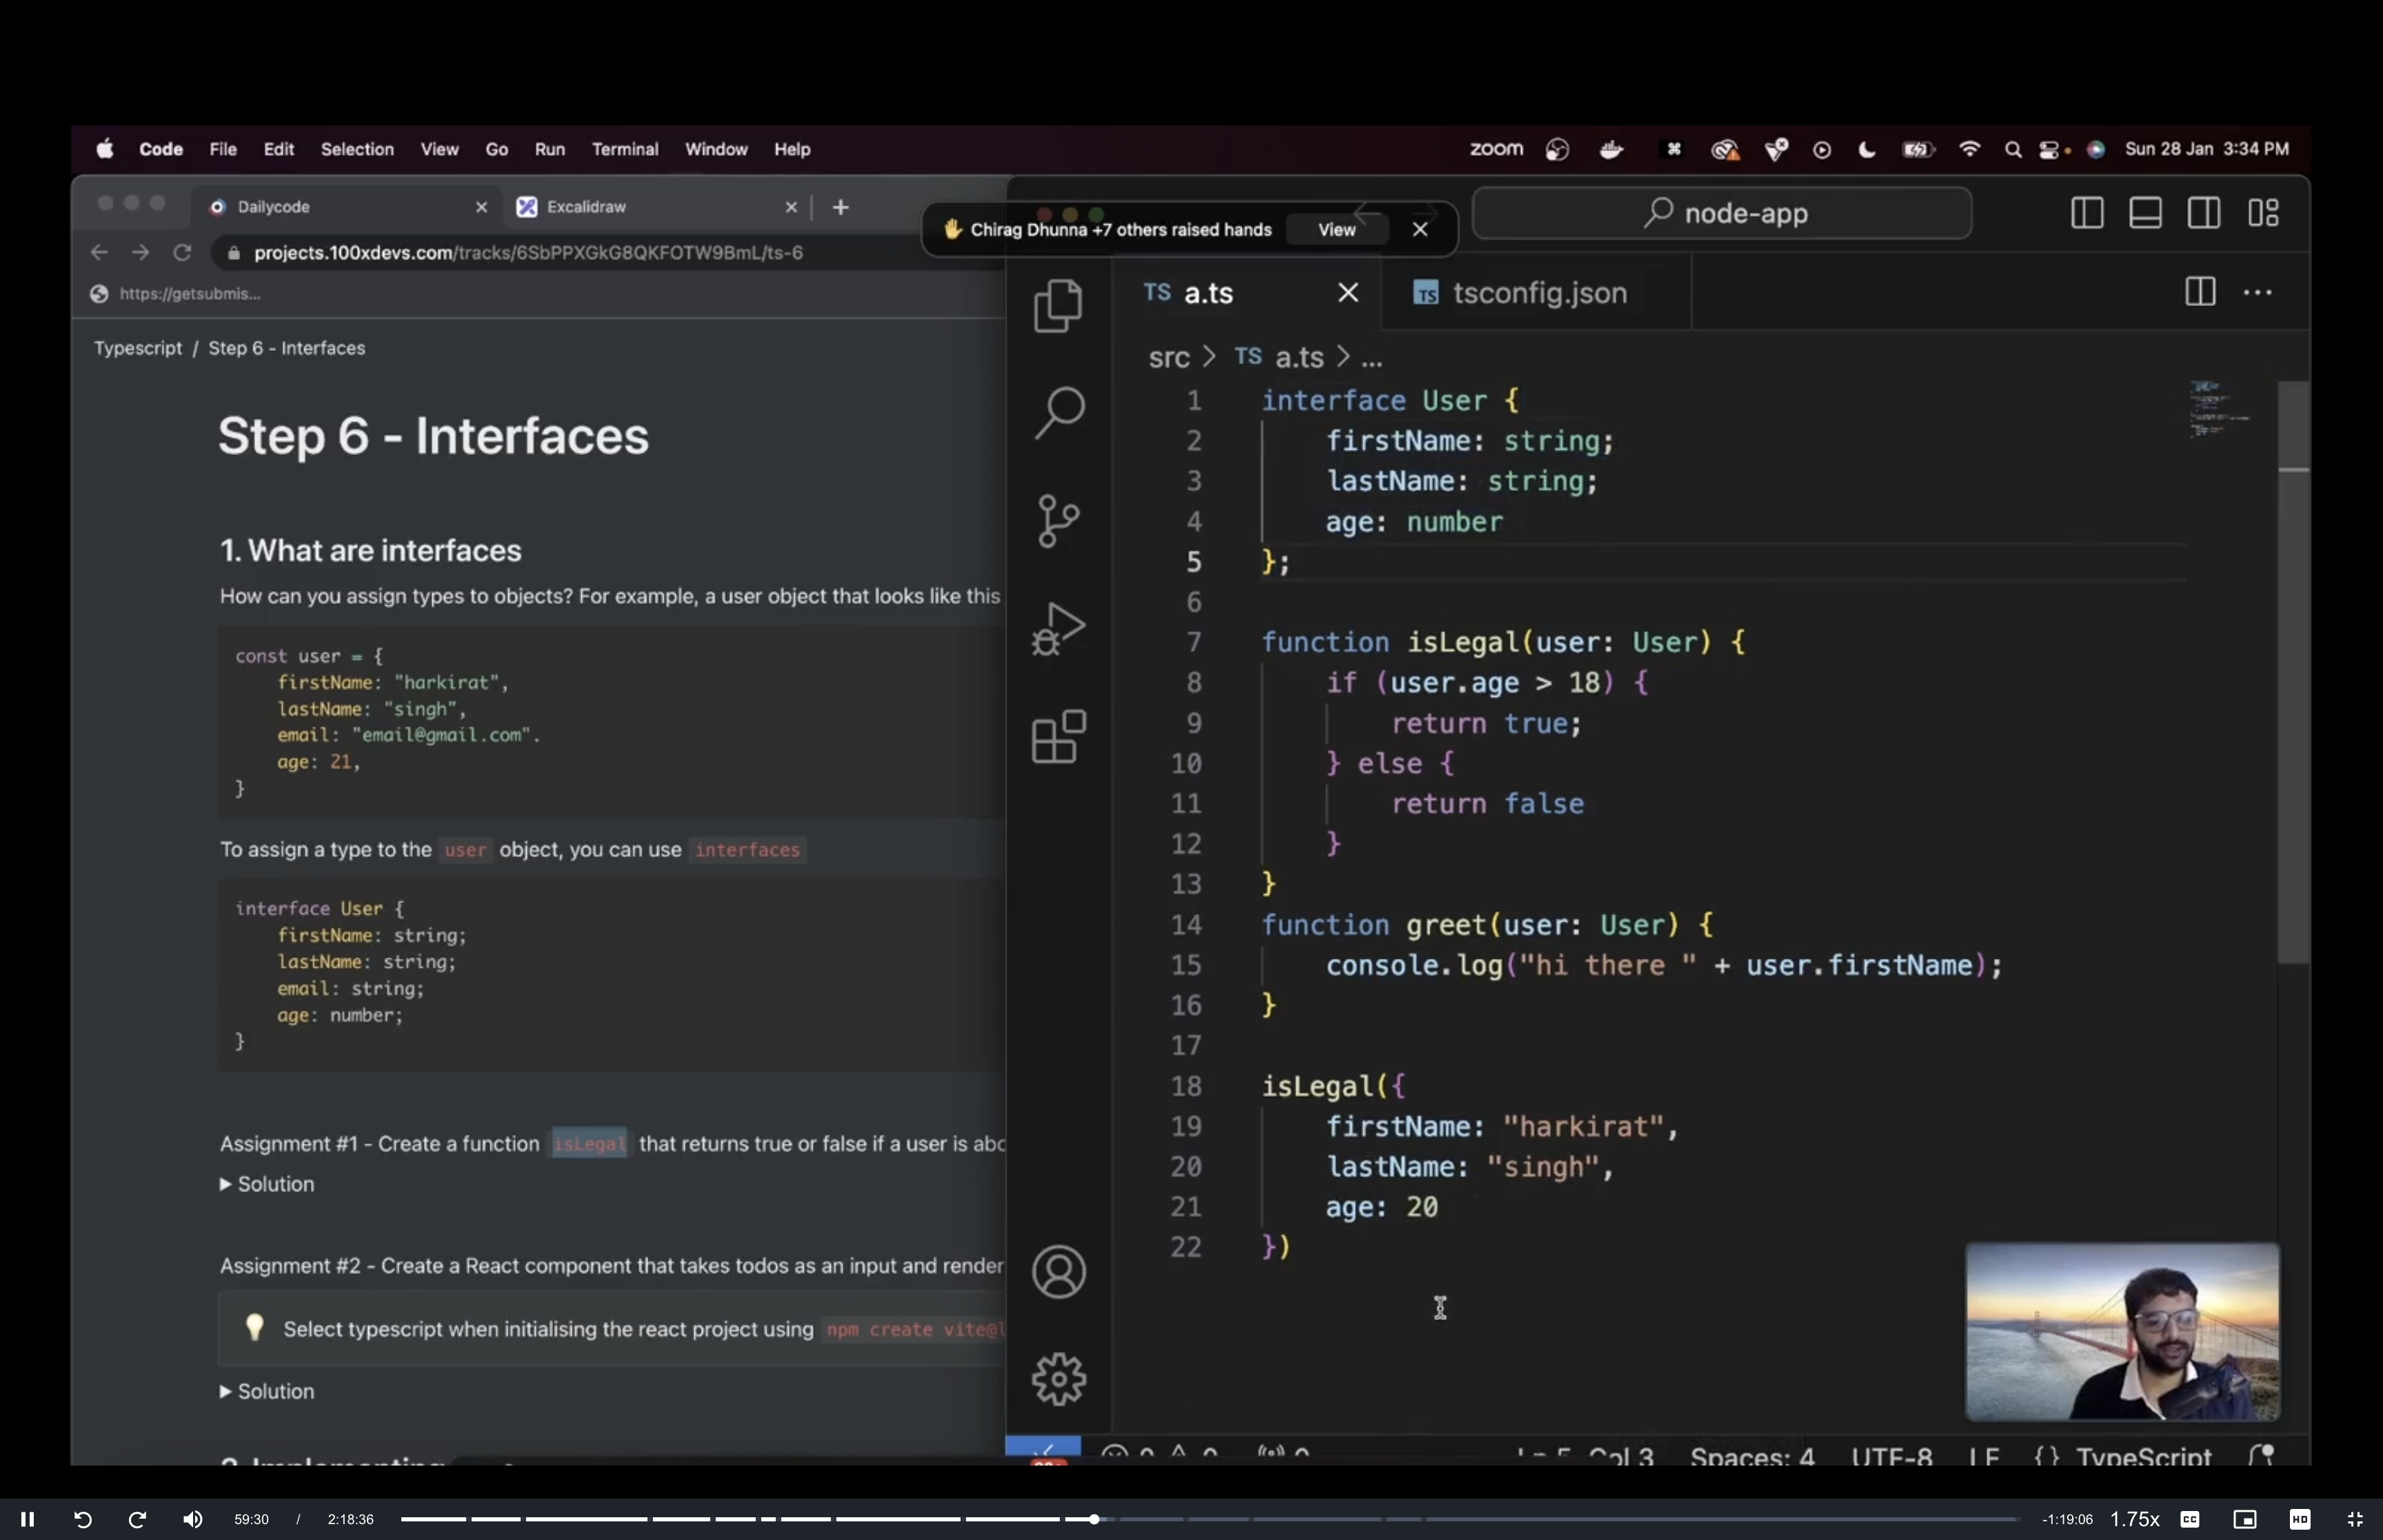 Code File Edit Selection View Go Run Terminal Window Help
zoom
Sun 28 Jan 3:34 PM
Dailycode
Excalidraw
projects.100xdevs.com/tracks/6SbPPXGkG8QKFOTW9BmL/ts-6
https://getsubmis...
Typescript / Step 6 - Interfaces
Step 6 - Interfaces
1. What are interfaces
How can you assign types to objects? For example, a user object that looks like this
const user = {
firstName: "harkirat",
lastName: "singh",
email: "email@gmail.com".
age: 21,
}
To assign a type to the user object, you can use interfaces
interface User {
firstName: string;
lastName: string;
email: string;
age: number;
}
Assignment #1 - Create a function isLegal that returns true or false if a user is abo
Solution
Assignment #2 - Create a React component that takes todos as an input and render
Select typescript when initialising the react project using npm create vite@l
Solution
Chirag Dhunna +7 others raised hands View
node-app
TS a.ts
TS tsconfig.json
src > TS a.ts > ...
1 interface User {
2 firstName: string;
3 lastName: string;
4 age: number
5 };
6
7 function isLegal(user: User) {
8 if (user.age > 18) {
9 return true;
10 } else {
11 return false
12 }
13 }
14 function greet(user: User) {
15 console.log("hi there " + user.firstName);
16 }
17
18 isLegal({
19 firstName: "harkirat",
20 lastName: "singh",
21 age: 20
22 })
Ln 5, Col 3 Spaces: 4 UTF-8 LF {} TypeScript
59:30 / 2:18:36
-1:19:06 1.75x CC HD